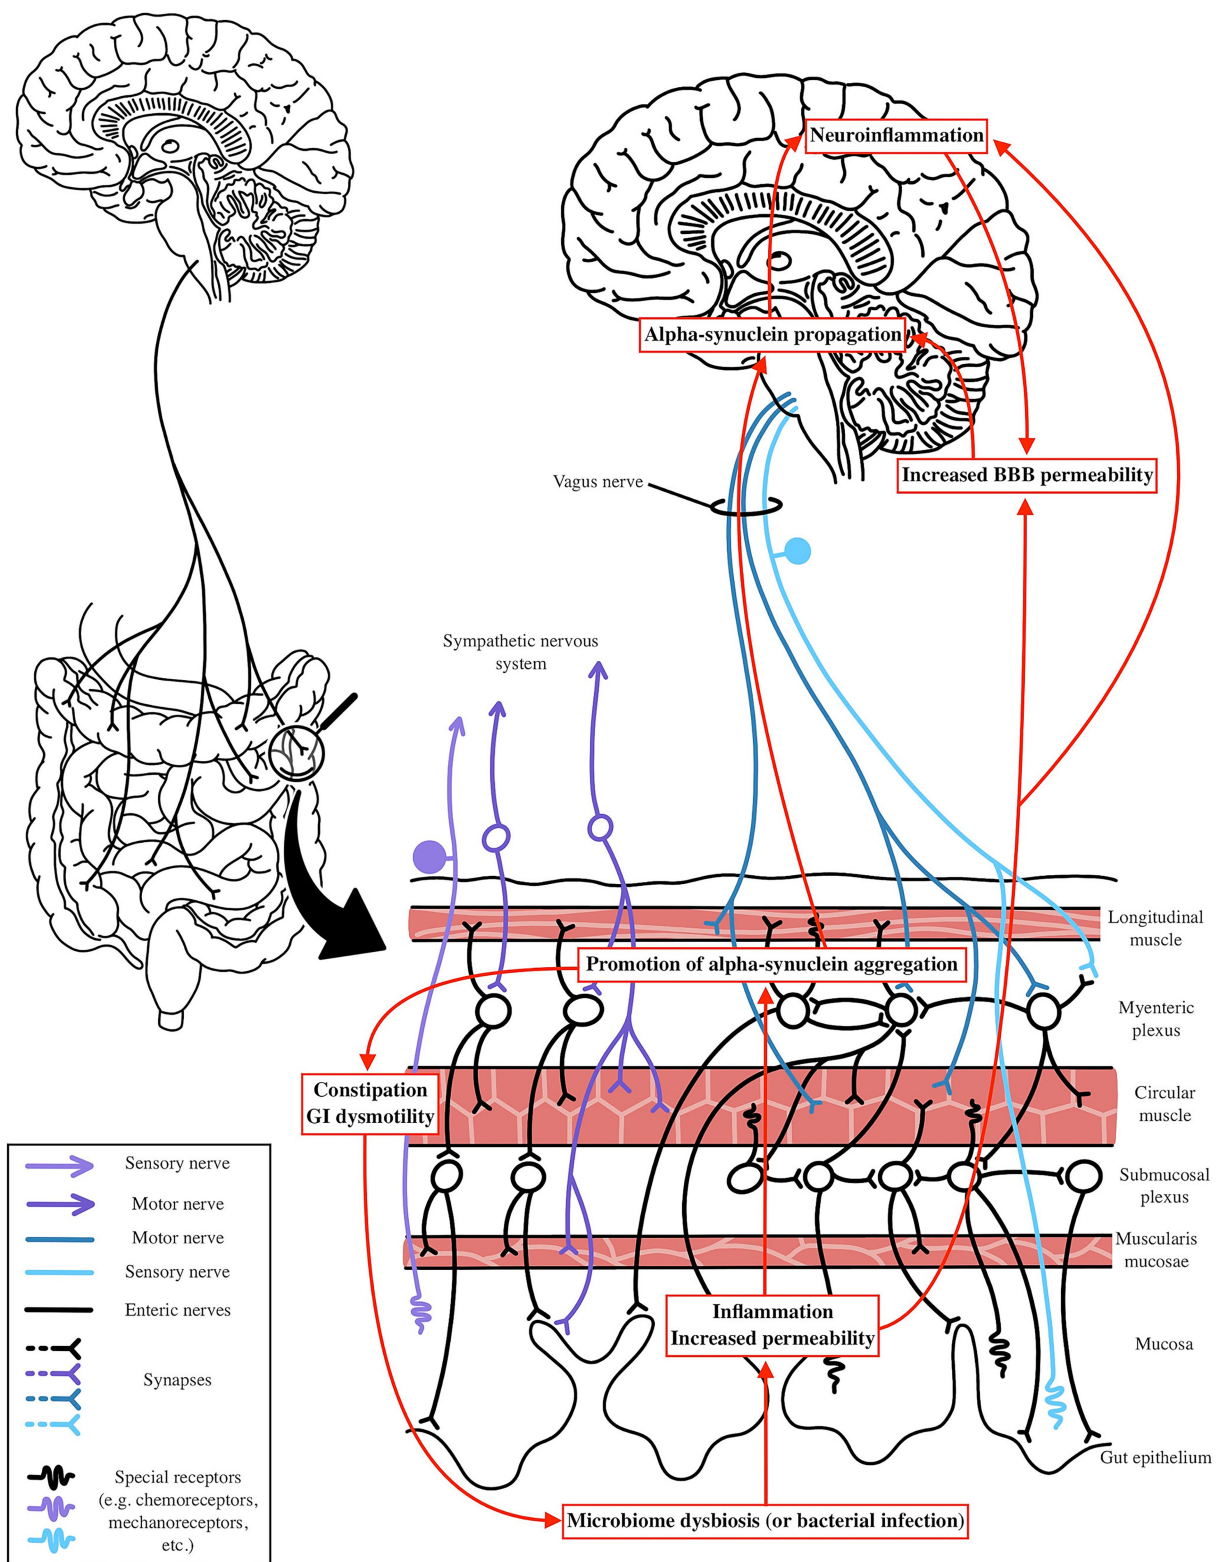 Neuroinflammation
Alpha-synuclein propagation
Increased BBB permeability
Vagus nerve
Sympathetic nervous
system
Longitudinal
muscle
Promotion of alpha-synuclein aggregation
Myenteric
plexus
Constipation
GI dysmotility
Circular
muscle
Submucosal
plexus
Muscularis
mucosae
Inflammation
Increased permeability
Mucosa
Gut epithelium
Microbiome dysbiosis (or bacterial infection)
Sensory nerve
Motor nerve
Motor nerve
Sensory nerve
Enteric nerves
Synapses
Special receptors
(e.g. chemoreceptors,
mechanoreceptors,
etc.)